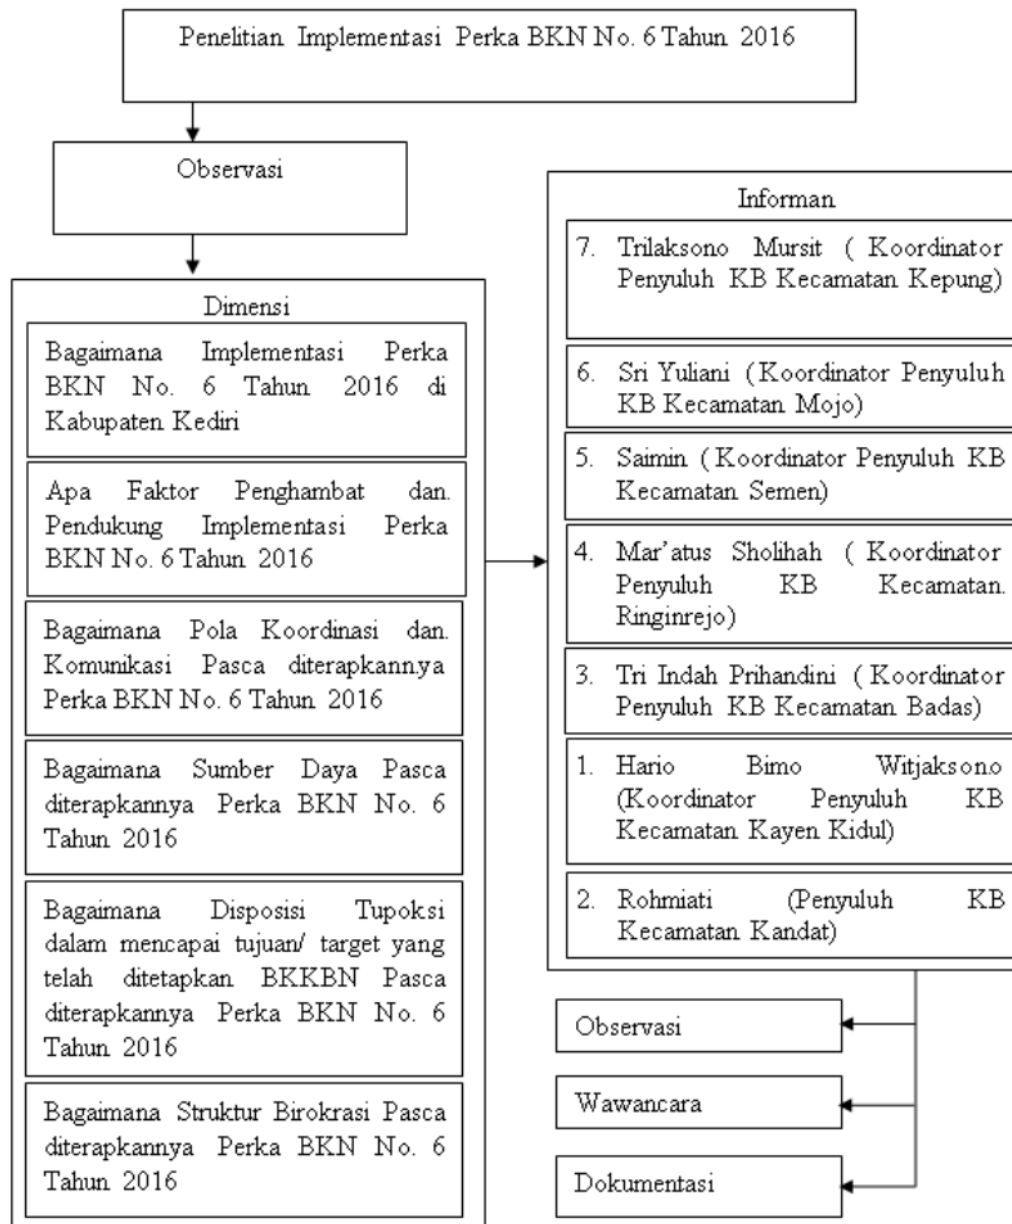 Penelitian Implementasi Perka BKN No. 6 Tahun 2016
Observasi
Dimensi
Bagaimana Implementasi Perka
BKN No. 6 Tahun 2016 di
Kabupaten Kediri
Apa Faktor Penghambat dan
Pendukung Implementasi Perka
BKN No. 6 Tahun 2016
Bagaimana Pola Koordinasi dan
Komunikasi Pasca diterapkannya
Perka BKN No. 6 Tahun 2016
Bagaimana Sumber Daya Pasca
diterapkannya Perka BKN No. 6
Tahun 2016
Bagaimana Disposisi Tupoksi
dalam mencapai tujuan/ target yang
telah ditetapkan BKKBN Pasca
diterapkannya Perka BKN No. 6
Tahun 2016
Bagaimana Struktur Birokrasi Pasca
diterapkannya Perka BKN No. 6
Tahun 2016
Informan
7. Trilaksono Mursit ( Koordinator
Penyuluh KB Kecamatan Kepung)
6. Sri Yuliani (Koordinator Penyuluh
KB Kecamatan Mojo)
5. Saimin (Koordinator Penyuluh KB
Kecamatan Semen)
4. Mar'atus Sholihah ( Koordinator
Penyuluh KB Kecamatan
Ringinrejo)
3. Tri Indah Prihandini ( Koordinator
Penyuluh KB Kecamatan Badas)
1. Hario Bimo Witjaksono
(Koordinator Penyuluh KB
Kecamatan Kayen Kidul)
2. Rohmiati (Penyuluh KB
Kecamatan Kandat)
Observasi
Wawancara
Dokumentasi